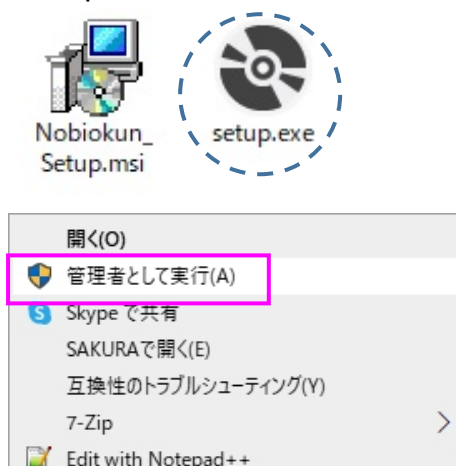 Nobiokun_
Setup.msi
setup.exe
開く(O)
管理者として実行(A)
Skype で共有
SAKURAで開く(E)
互換性のトラブルシューティング(Y)
7-Zip
Edit with Notepad++